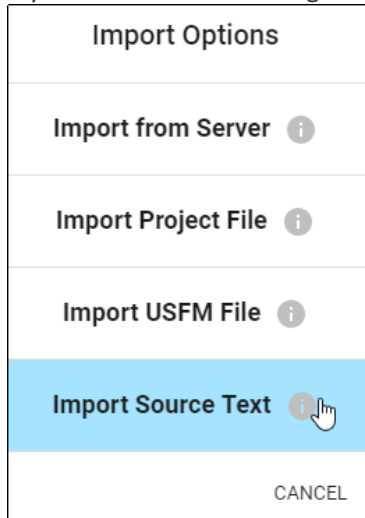 Import Options
Import from Server
Import Project File
Import USFM File
Import Source Text
CANCEL